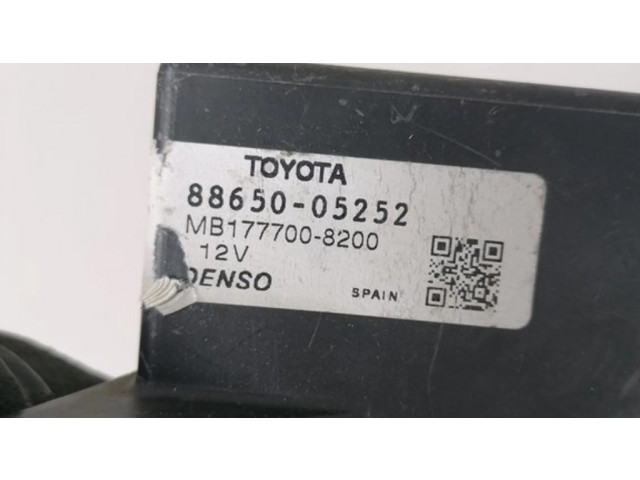 TOYOTA
88650-05252
MB177700-8200
12V
DENSO
SPAIN